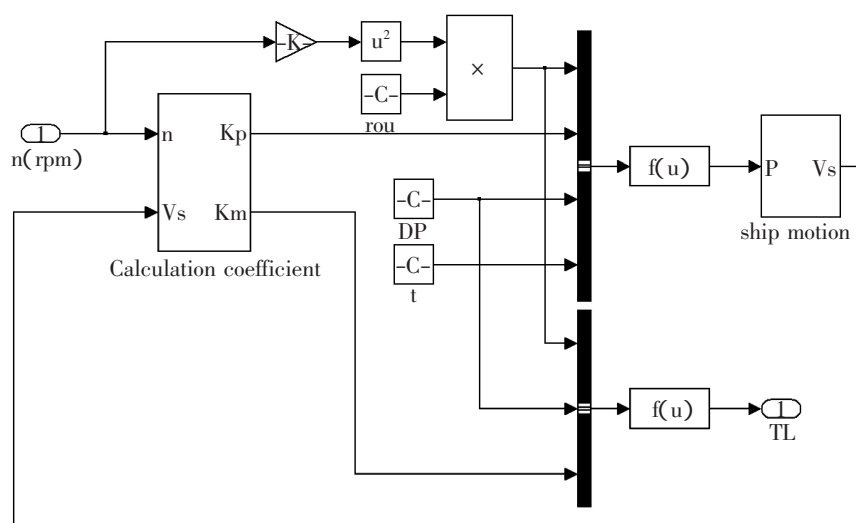 -K-
u²
×
-C-
rou
1
n(rpm)
n
Kp
Vs
Km
Calculation coefficient
-C-
DP
-C-
t
f(u)
P
Vs
ship motion
f(u)
1
TL